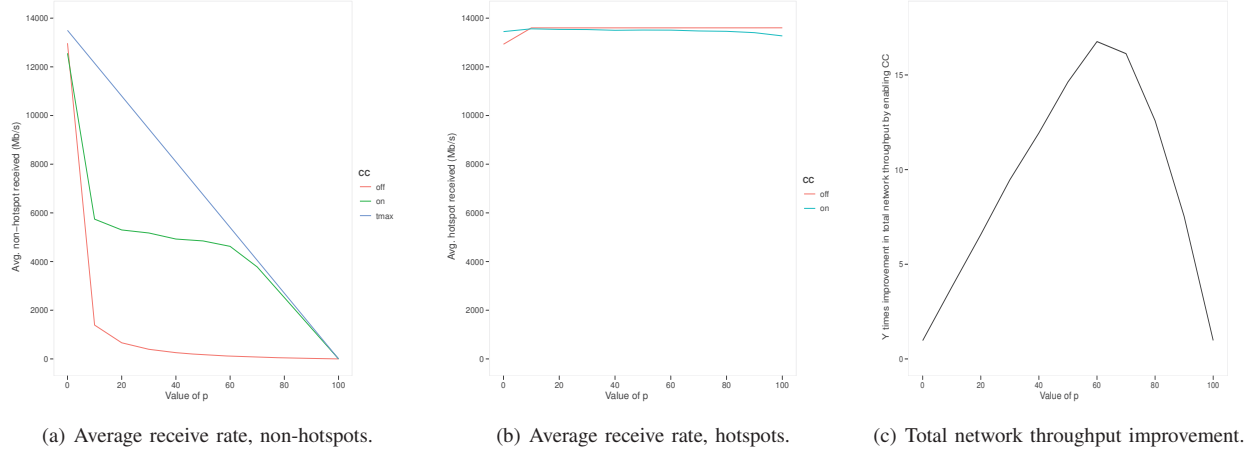 14000
12000
10000
8000
6000
4000
2000
0
Avg. non−hotspot received (Mb/s)
0 20 40 60 80 100
Value of p
CC
off
on
tmax
(a) Average receive rate, non-hotspots.
14000
12000
10000
8000
6000
4000
2000
0
Avg. hotspot received (Mb/s)
0 20 40 60 80 100
Value of p
CC
off
on
(b) Average receive rate, hotspots.
15
10
5
0
Y times improvement in total network throughput by enabling CC
0 20 40 60 80 100
Value of p
(c) Total network throughput improvement.